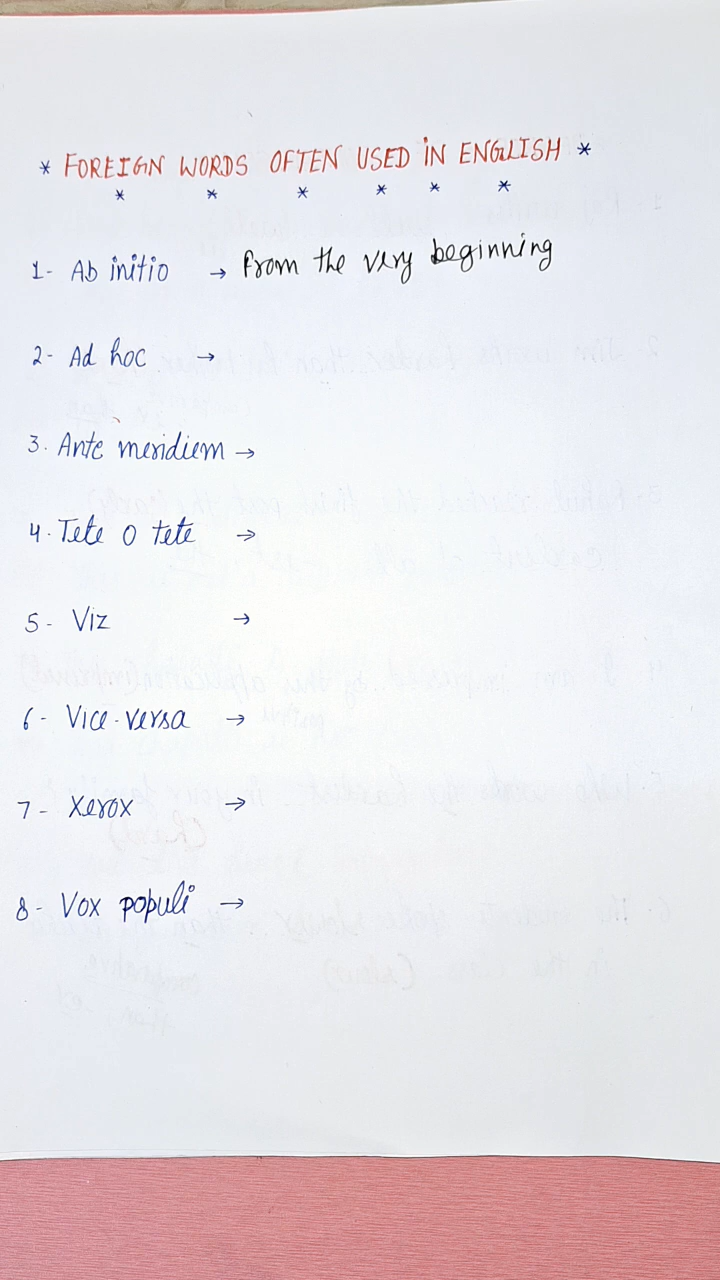 * FOREIGN WORDS OFTEN USED IN ENGLISH *
* * * * * *
1- Ab initio → From the very beginning
2- Ad hoc →
3. Ante meridiem →
4. Tete O tete →
5- Viz →
6- Vice-versa →
7- Xerox →
8- Vox populi →